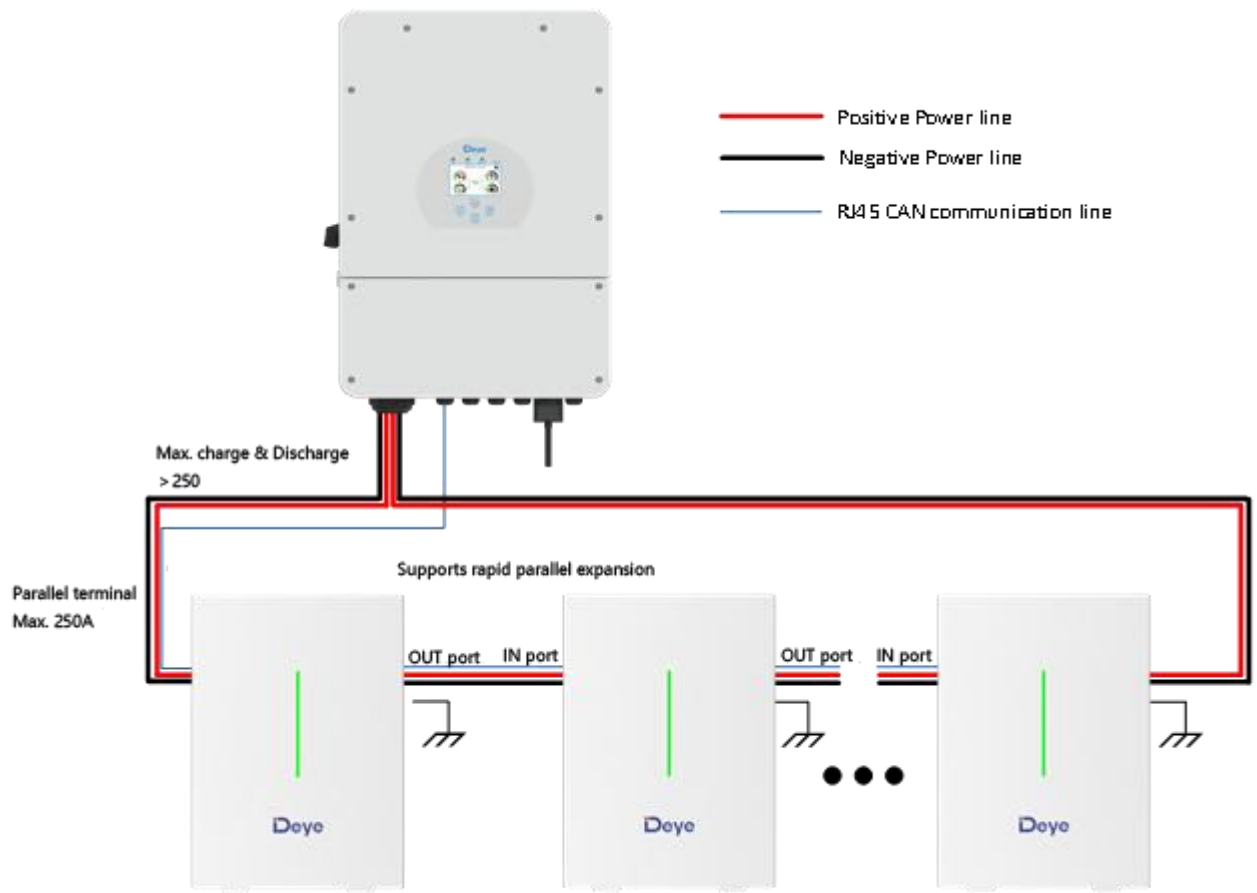 Deye
Positive Power line
Negative Power line
RJ45 CAN communication line
Max. charge & Discharge
> 250
Supports rapid parallel expansion
Parallel terminal
Max. 250A
OUT port
IN port
OUT port
IN port
Deye
Deye
Deye